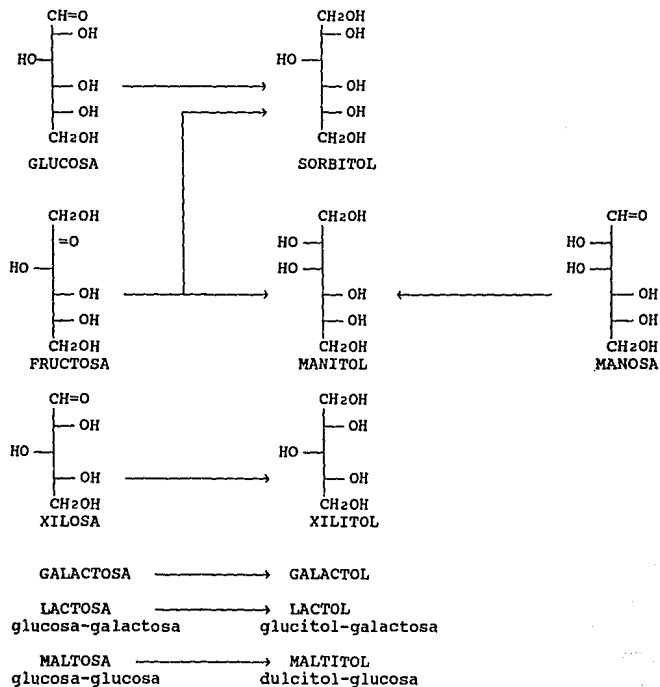 CH=O CH2OH
OH OH
HO HO
OH OH
OH OH
CH2OH CH2OH
GLUCOSA SORBITOL
CH2OH CH2OH CH=O
=O HO HO
HO HO HO
OH OH OH
OH OH OH
CH2OH CH2OH CH2OH
FRUCTOSA MANITOL MANOSA
CH=O CH2OH
OH OH
HO HO
OH OH
CH2OH CH2OH
XILOSA XILITOL
GALACTOSA GALACTOL
LACTOSA LACTOL
glucosa-galactosa glucitol-galactosa
MALTOSA MALTITOL
glucosa-glucosa dulcitol-glucosa